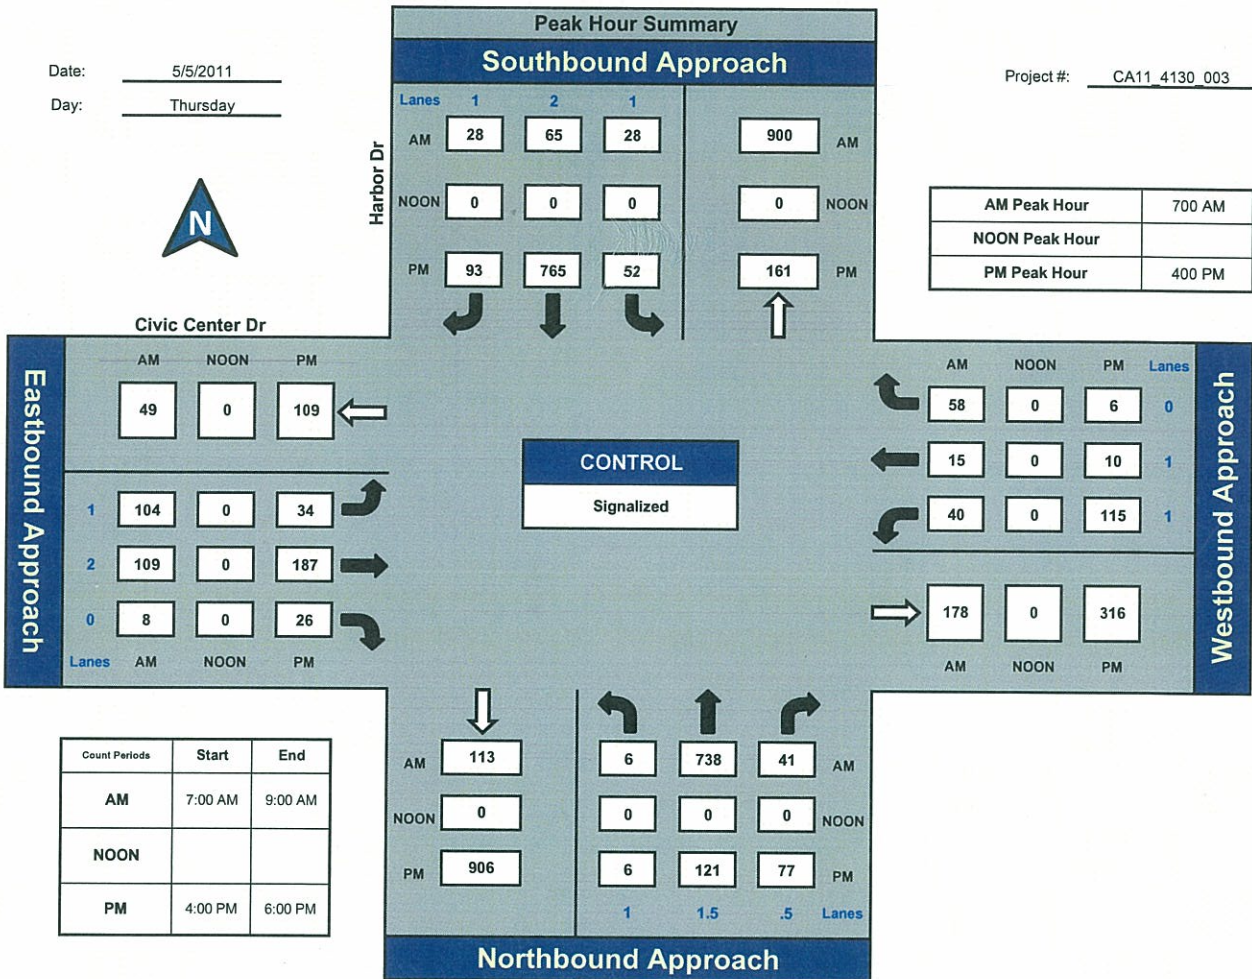 Peak Hour Summary
Southbound Approach
Date: 5/5/2011
Day: Thursday
Project #: CA11_4130_003
Lanes 1 2 1
AM 28 65 28 900 AM
NOON 0 0 0 0 NOON
PM 93 765 52 161 PM
Harbor Dr
N
AM Peak Hour 700 AM
NOON Peak Hour
PM Peak Hour 400 PM
Civic Center Dr
Eastbound Approach
AM NOON PM
49 0 109
1 104 0 34
2 109 0 187
0 8 0 26
Lanes AM NOON PM
CONTROL
Signalized
AM NOON PM Lanes
58 0 6 0
15 0 10 1
40 0 115 1
178 0 316
AM NOON PM
Westbound Approach
Count Periods Start End
AM 7:00 AM 9:00 AM
NOON
PM 4:00 PM 6:00 PM
AM 113 6 738 41 AM
NOON 0 0 0 0 NOON
PM 906 6 121 77 PM
1 1.5 .5 Lanes
Northbound Approach